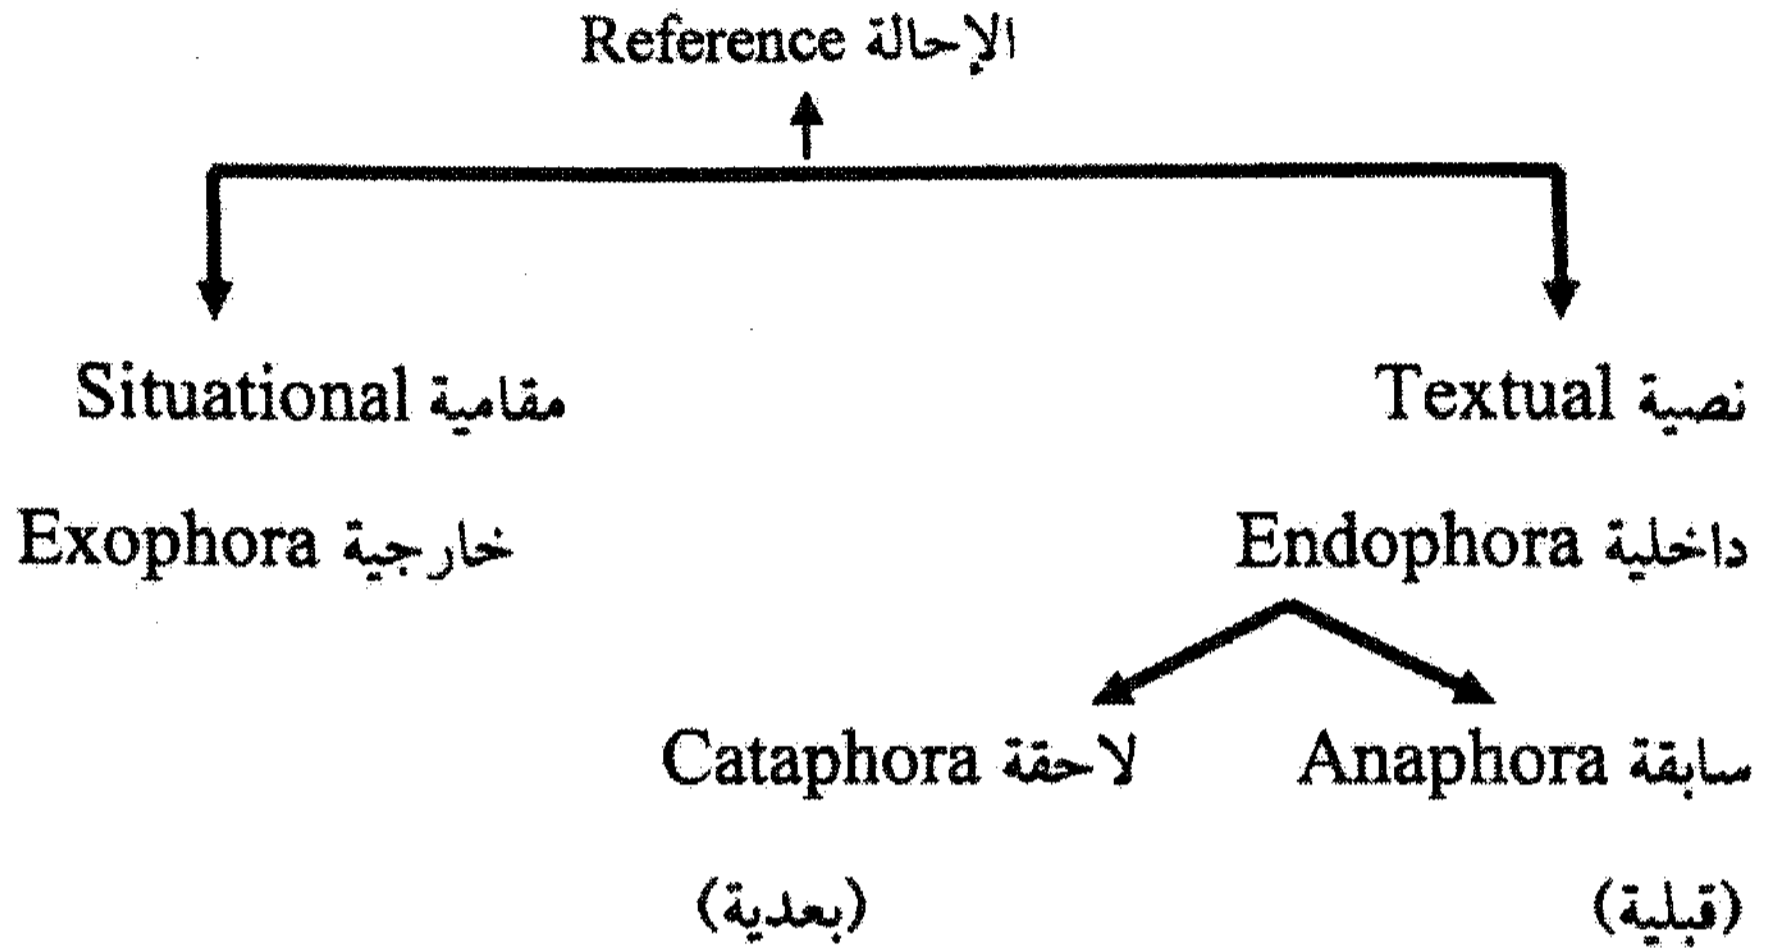 Reference الإحالة
Situational مقامية
Textual نصية
Exophora خارجية
Endophora داخلية
Cataphora لاحقة
Anaphora سابقة
(بعدية)
(قبلية)